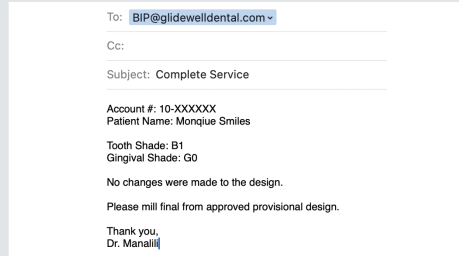 To: BIP@glidewelldental.com
Cc:
Subject: Complete Service
Account #: 10-XXXXXX
Patient Name: Monqiue Smiles
Tooth Shade: B1
Gingival Shade: G0
No changes were made to the design.
Please mill final from approved provisional design.
Thank you,
Dr. Manalili